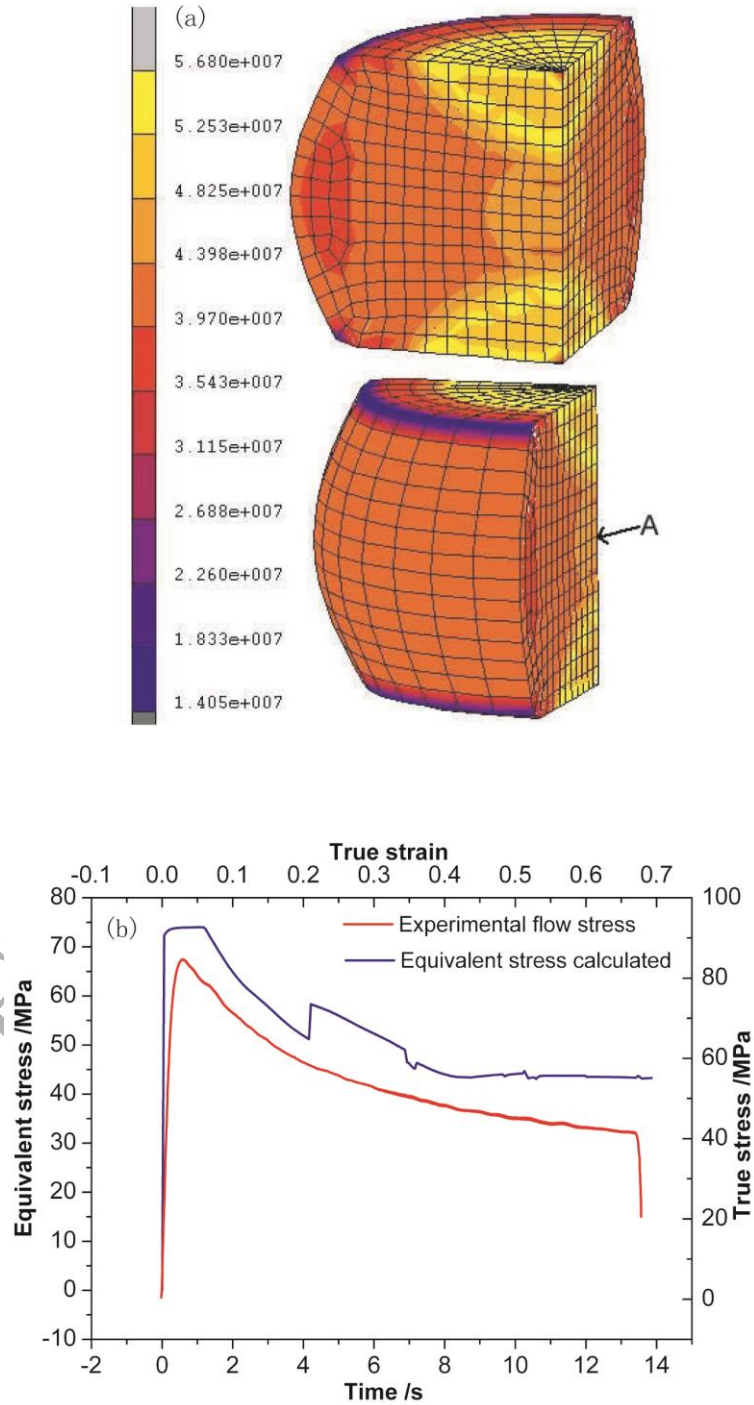 (a)
5.680e+007
5.253e+007
4.825e+007
4.398e+007
3.970e+007
3.543e+007
3.115e+007
2.688e+007
2.260e+007
1.833e+007
1.405e+007
A
True strain
-0.1 0.0 0.1 0.2 0.3 0.4 0.5 0.6 0.7
(b)
Experimental flow stress
Equivalent stress calculated
Equivalent stress /MPa
80
70
60
50
40
30
20
10
0
-10
100
80
60
40
20
0
True stress /MPa
-2 0 2 4 6 8 10 12 14
Time /s